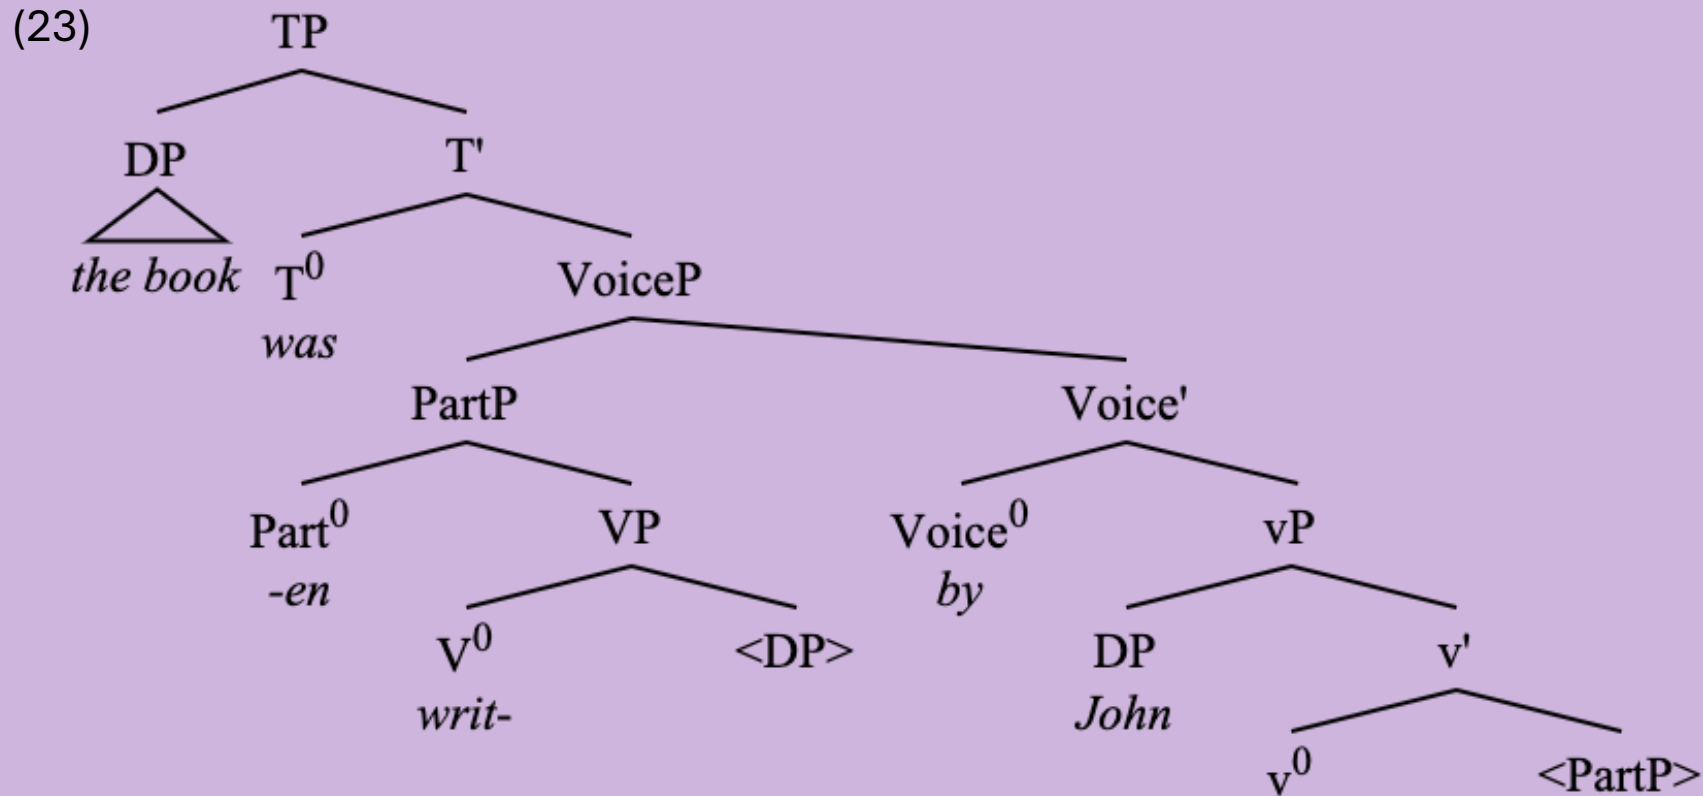 (23) TP
DP T'
the book T⁰ VoiceP
was
PartP Voice'
Part⁰ VP Voice⁰ vP
-en by
V⁰ <DP> DP v'
writ- John
v⁰ <PartP>